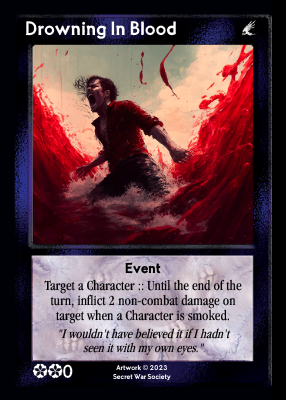 Drowning In Blood
Event
Target a Character :: Until the end of the
turn, inflict 2 non-combat damage on
target when a Character is smoked.
"I wouldn't have believed it if I hadn't
seen it with my own eyes."
Artwork © 2023
Secret War Society
0